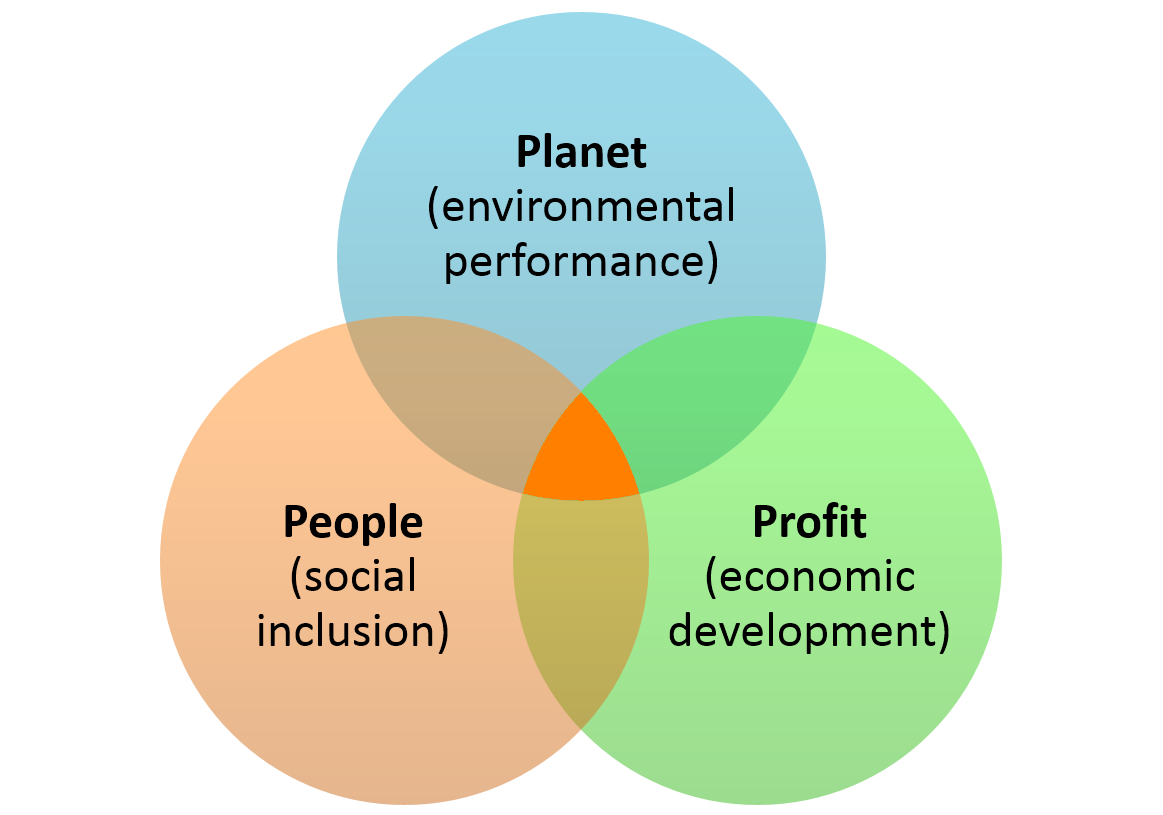 Planet
(environmental
performance)
People
(social
inclusion)
Profit
(economic
development)